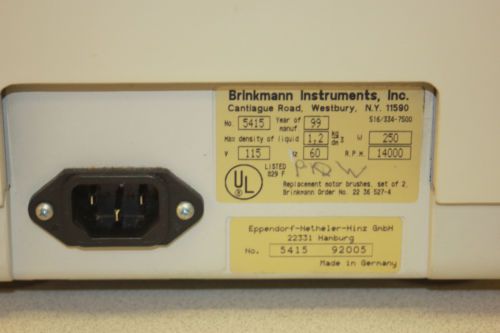 Brinkmann Instruments, Inc.
Cantiague Road, Westbury, N.Y. 11590
No. 5415 Year of manuf 99 516/334-7500
Max density of liquid 1,2 kg dm3 W 250
V 115 Hz 60 R.P.M. 14000
UL LISTED 829 F
Replacement motor brushes, set of 2,
Brinkmann Order No. 22 36 527-4
Eppendorf-Netheler-Hinz GmbH
22331 Hamburg
No. 5415 92005
Made in Germany